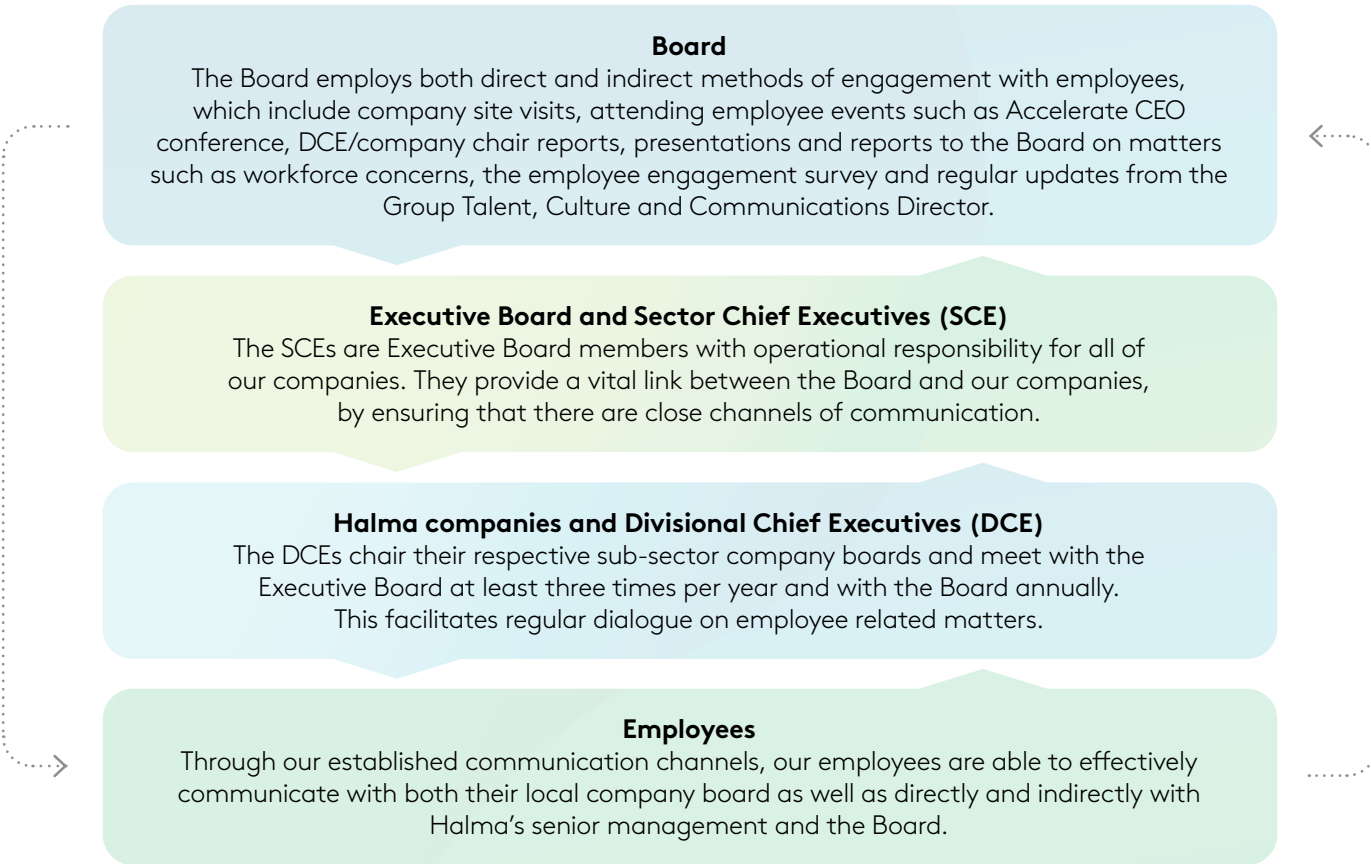 Board
The Board employs both direct and indirect methods of engagement with employees,
which include company site visits, attending employee events such as Accelerate CEO
conference, DCE/company chair reports, presentations and reports to the Board on matters
such as workforce concerns, the employee engagement survey and regular updates from the
Group Talent, Culture and Communications Director.
Executive Board and Sector Chief Executives (SCE)
The SCEs are Executive Board members with operational responsibility for all of
our companies. They provide a vital link between the Board and our companies,
by ensuring that there are close channels of communication.
Halma companies and Divisional Chief Executives (DCE)
The DCEs chair their respective sub-sector company boards and meet with the
Executive Board at least three times per year and with the Board annually.
This facilitates regular dialogue on employee related matters.
Employees
Through our established communication channels, our employees are able to effectively
communicate with both their local company board as well as directly and indirectly with
Halma’s senior management and the Board.